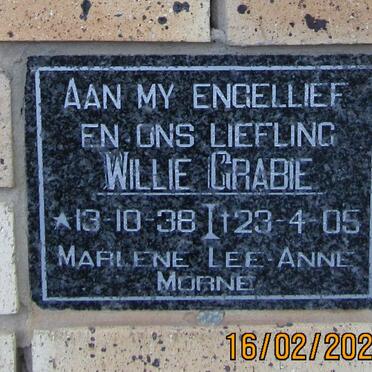 AAN MY ENGELLIEF
EN ONS LIEFLING
WILLIE GRABIE
★13-10-38 †23-4-05
MARLENE LEE-ANNE
MORNE
16/02/202